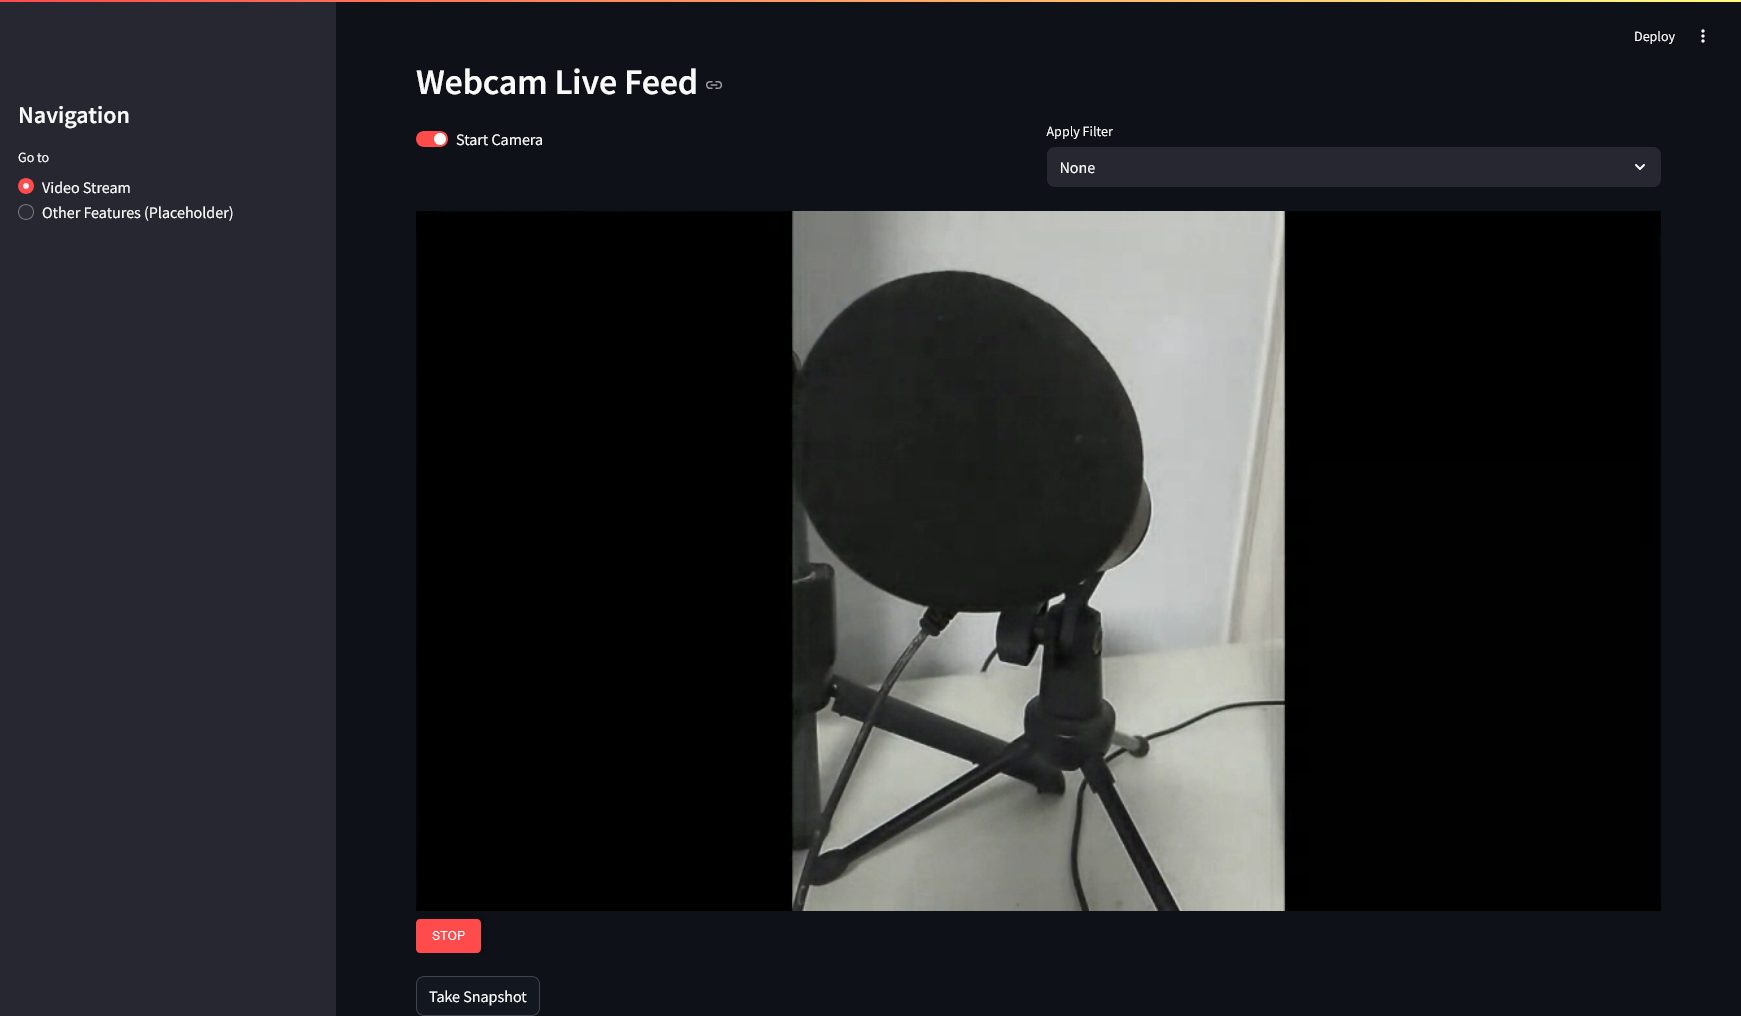 Deploy
Navigation
Go to
Video Stream
Other Features (Placeholder)
Webcam Live Feed
Start Camera
Apply Filter
None
STOP
Take Snapshot